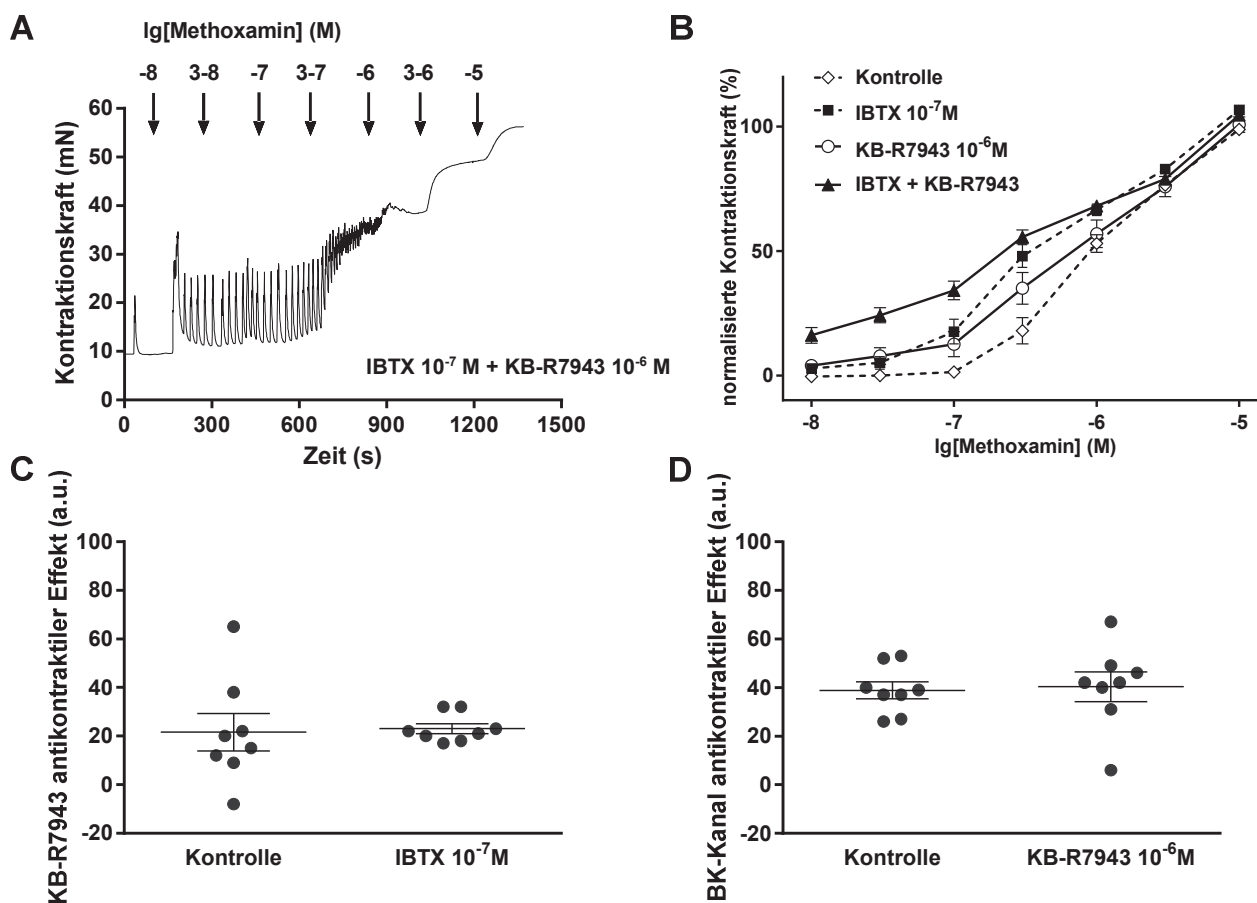 A
lg[Methoxamin] (M)
-8 3-8 -7 3-7 -6 3-6 -5
Kontraktionskraft (mN)
60
50
40
30
20
10
0
IBTX 10⁻⁷ M + KB-R7943 10⁻⁶ M
0 300 600 900 1200 1500
Zeit (s)
B
normalisierte Kontraktionskraft (%)
Kontrolle
IBTX 10⁻⁷M
KB-R7943 10⁻⁶M
IBTX + KB-R7943
100
50
0
-8 -7 -6 -5
lg[Methoxamin] (M)
C
KB-R7943 antikontraktiler Effekt (a.u.)
100
80
60
40
20
0
-20
Kontrolle IBTX 10⁻⁷M
D
BK-Kanal antikontraktiler Effekt (a.u.)
100
80
60
40
20
0
-20
Kontrolle KB-R7943 10⁻⁶M